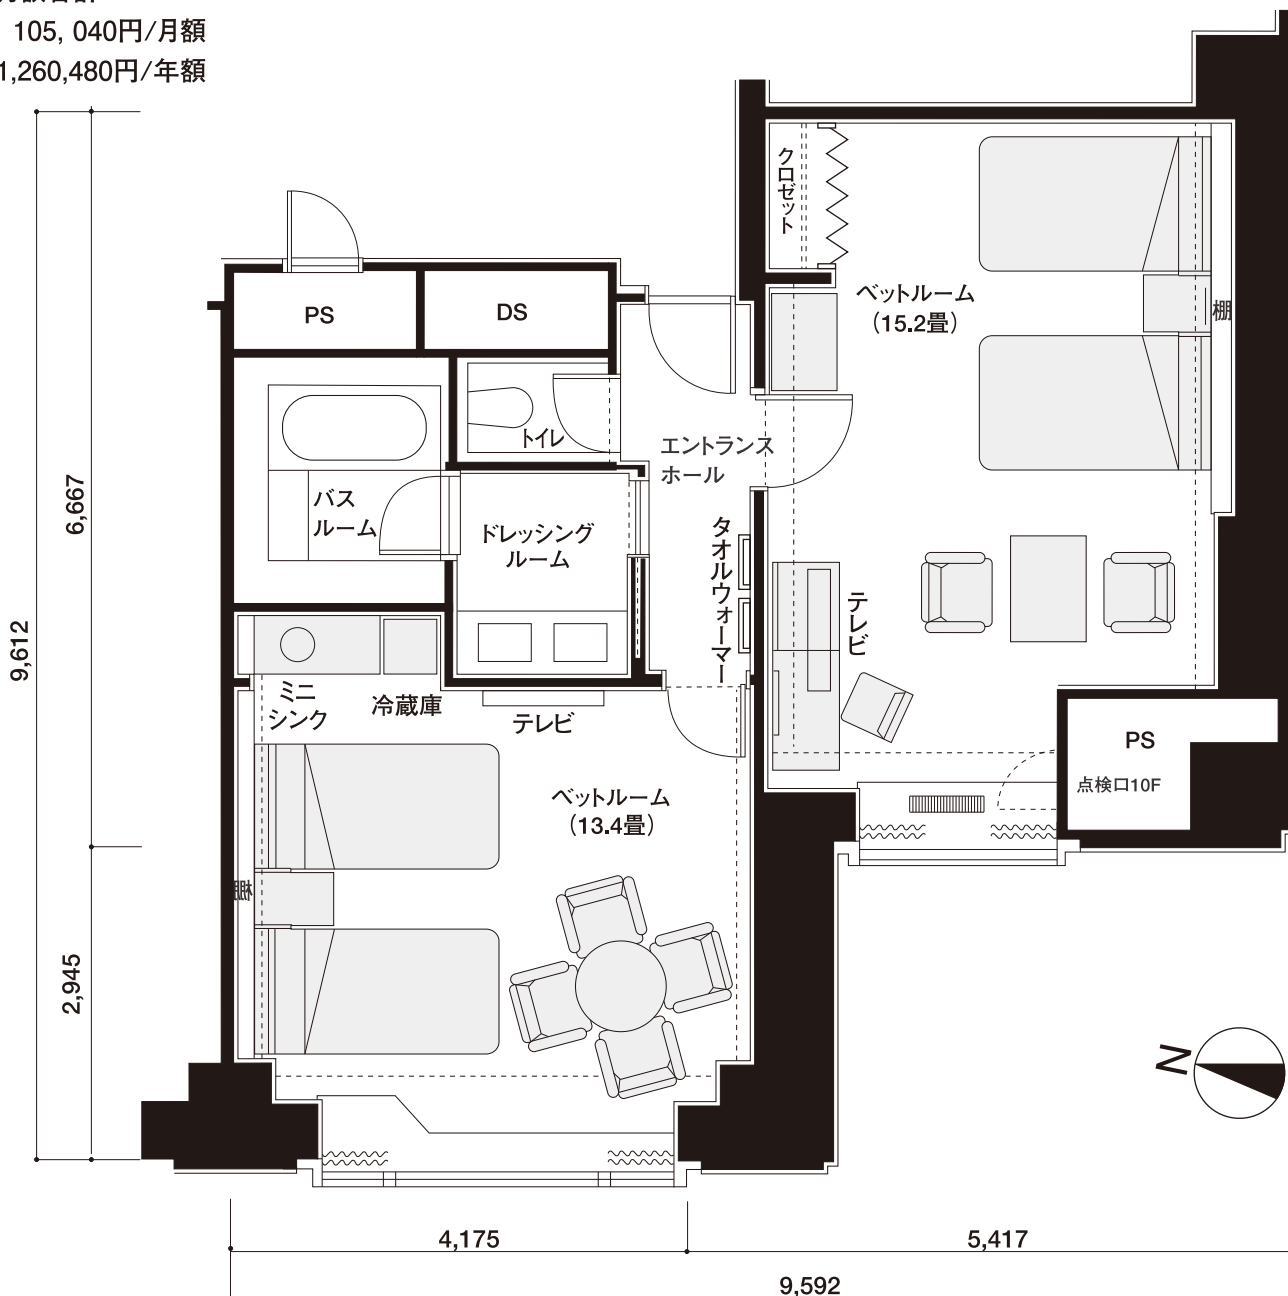 105, 040円/月額
1,260,480円/年額
クロゼット
ベットルーム
（15.2畳）
棚
PS
DS
トイレ
エントランス
ホール
バス
ルーム
ドレッシング
ルーム
タオルウォーマー
テレビ
ミニ
シンク
冷蔵庫
テレビ
ベットルーム
（13.4畳）
棚
PS
点検口10F
6,667
9,612
2,945
N
4,175
5,417
9,592